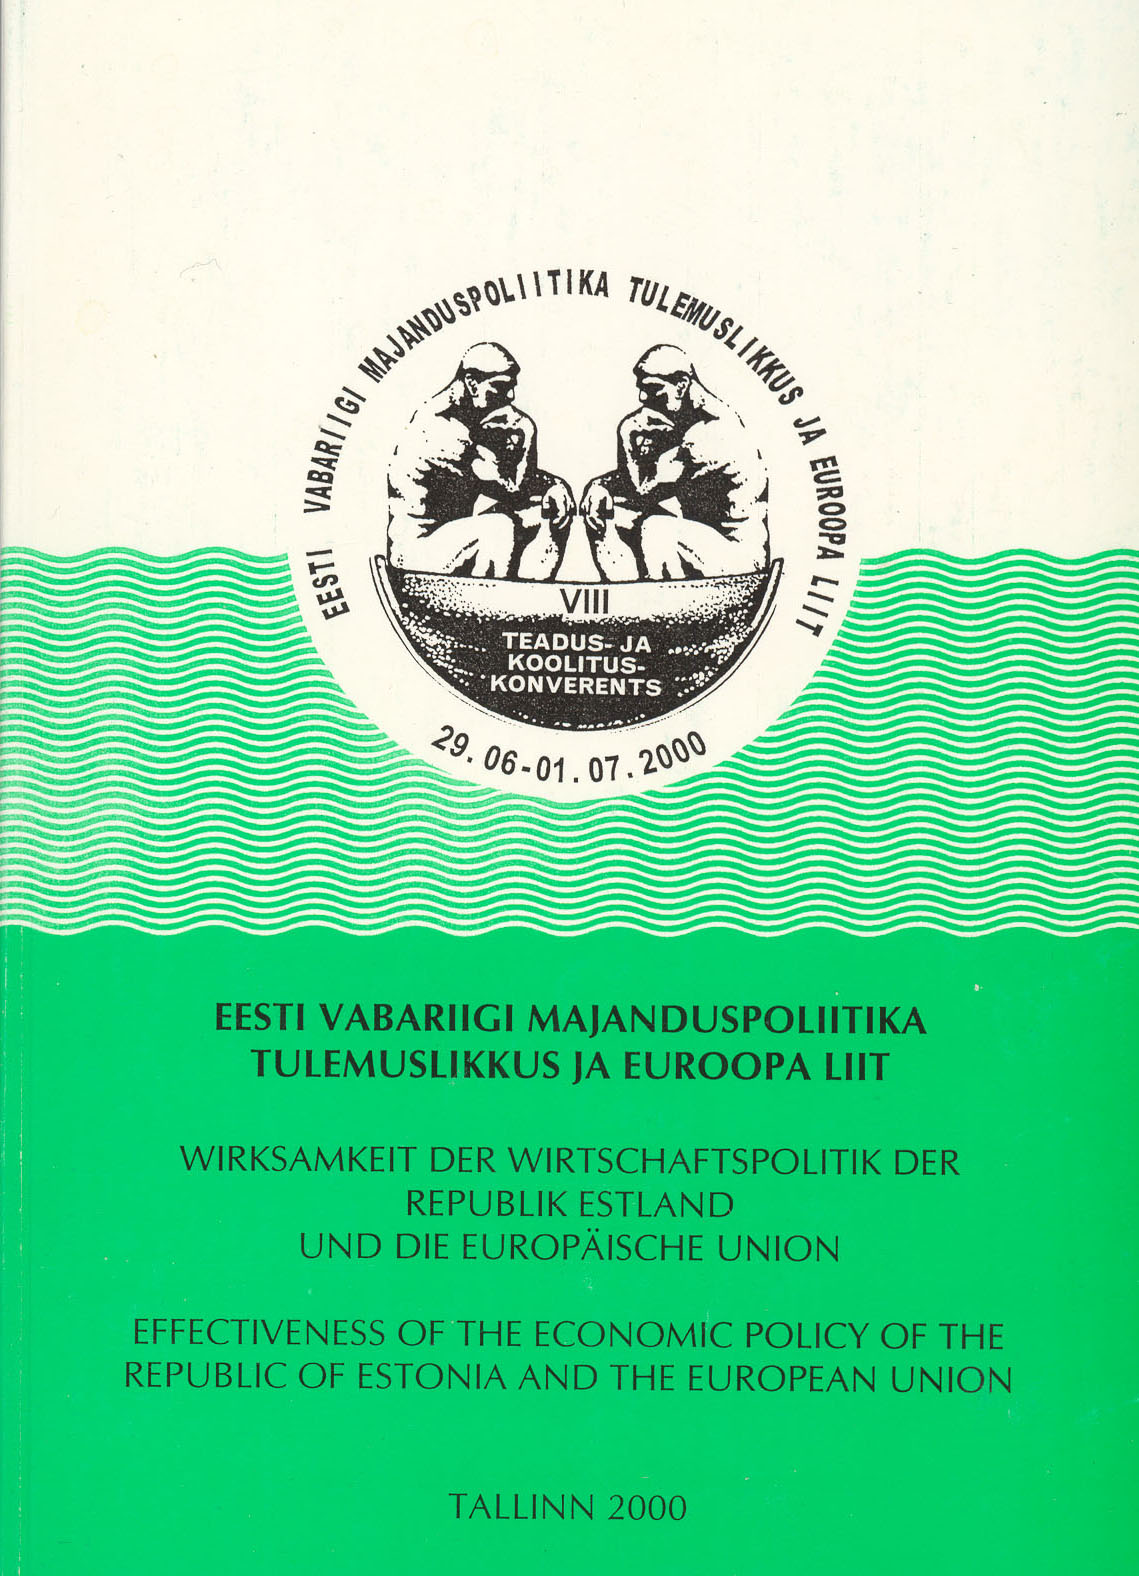 EESTI VABARIIGI MAJANDUSPOLIITIKA TULEMUSLIKKUS JA EUROOPA LIIT
VIII
TEADUS- JA
KOOLITUS-
KONVERENTS
29.06-01.07.2000
EESTI VABARIIGI MAJANDUSPOLIITIKA
TULEMUSLIKKUS JA EUROOPA LIIT
WIRKSAMKEIT DER WIRTSCHAFTSPOLITIK DER
REPUBLIK ESTLAND
UND DIE EUROPÄISCHE UNION
EFFECTIVENESS OF THE ECONOMIC POLICY OF THE
REPUBLIC OF ESTONIA AND THE EUROPEAN UNION
TALLINN 2000